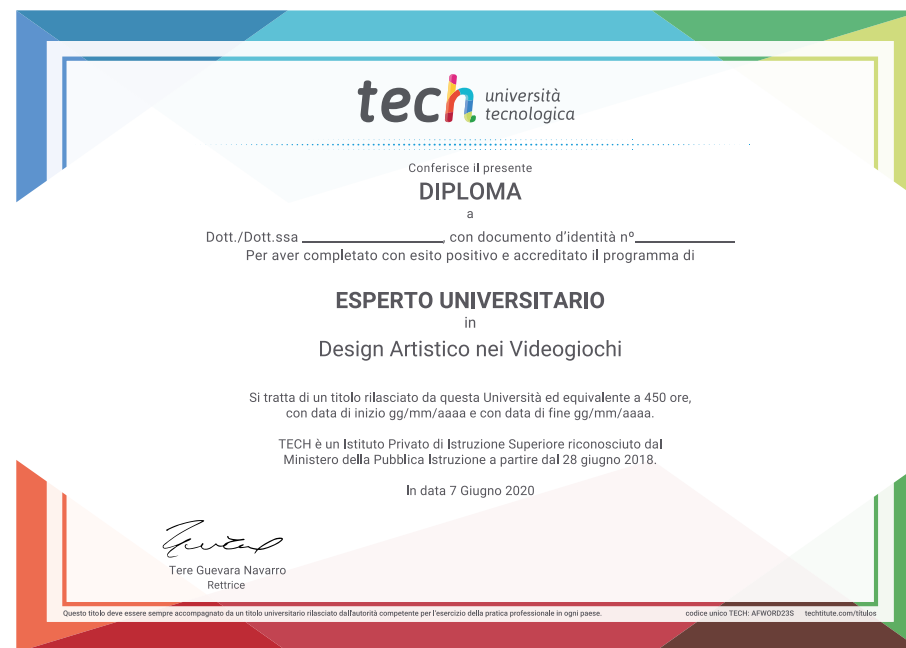 tech università
tecnologica
Conferisce il presente
DIPLOMA
a
Dott./Dott.ssa ________________, con documento d'identità nº____________
Per aver completato con esito positivo e accreditato il programma di
ESPERTO UNIVERSITARIO
in
Design Artistico nei Videogiochi
Si tratta di un titolo rilasciato da questa Università ed equivalente a 450 ore,
con data di inizio gg/mm/aaaa e con data di fine gg/mm/aaaa.
TECH è un Istituto Privato di Istruzione Superiore riconosciuto dal
Ministero della Pubblica Istruzione a partire dal 28 giugno 2018.
In data 7 Giugno 2020
Tere Guevara Navarro
Rettrice
Questo titolo deve essere sempre accompagnato da un titolo universitario rilasciato dall'autorità competente per l'esercizio della pratica professionale in ogni paese. codice unico TECH: AFWORD23S techtitute.com/títulos